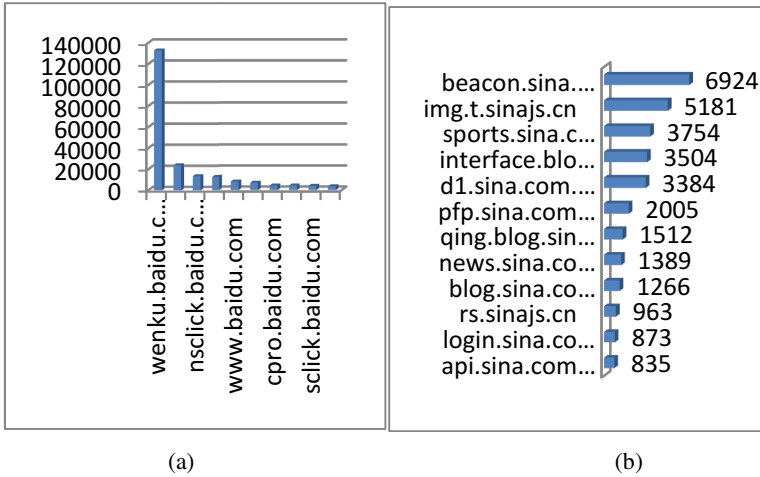 140000
120000
100000
80000
60000
40000
20000
0
wenku.baidu.c...
nsclick.baidu.c...
www.baidu.com
cpro.baidu.com
sclick.baidu.com
(a)
beacon.sina.... 6924
img.t.sinajs.cn 5181
sports.sina.c... 3754
interface.blo... 3504
d1.sina.com.... 3384
pfp.sina.com... 2005
qing.blog.sin... 1512
news.sina.co... 1389
blog.sina.co... 1266
rs.sinajs.cn 963
login.sina.co... 873
api.sina.com... 835
(b)